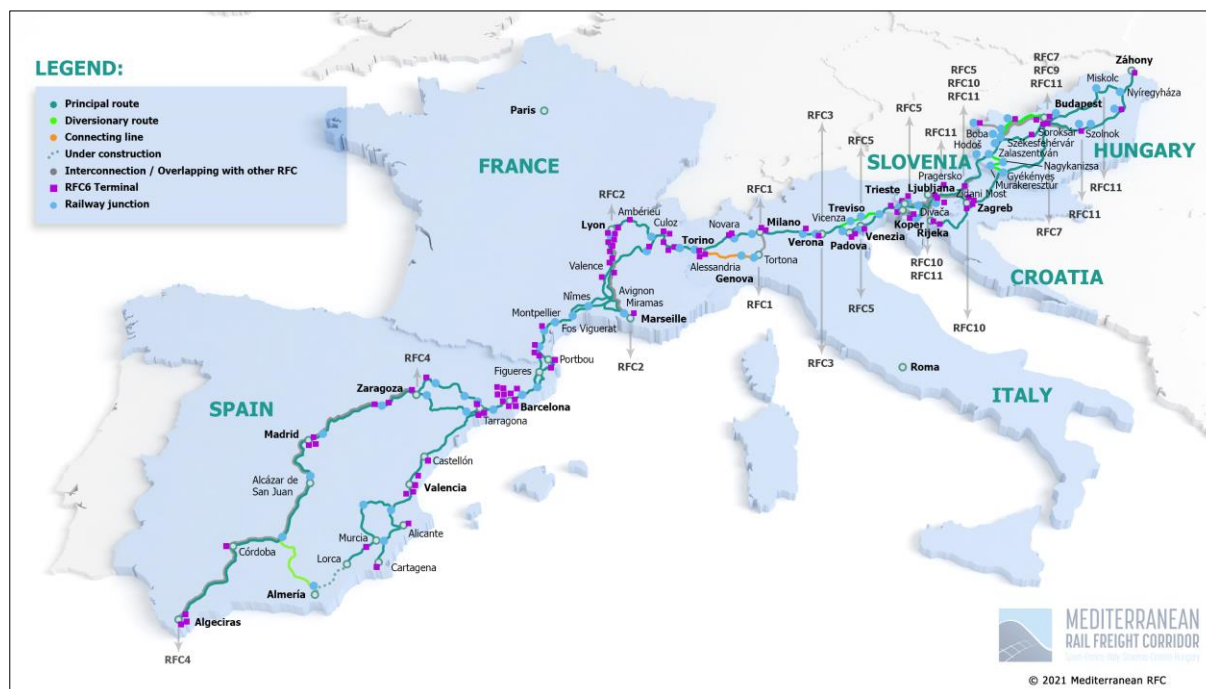 LEGEND:
Principal route
Diversionary route
Connecting line
Under construction
Interconnection / Overlapping with other RFC
RFC6 Terminal
Railway junction
Paris
FRANCE
SPAIN
SLOVENIA
HUNGARY
CROATIA
ITALY
RFC7
RFC9
RFC11
RFC5
RFC10
RFC11
RFC5
RFC3
RFC5
RFC11
RFC1
RFC2
Záhony
Miskolc
Nyíregyháza
Budapest
Soroksár
Szolnok
Boba
Székesfehérvár
Hodoš
Zalaszentiván
Nagykanizsa
Gyékényes
Murakeresztur
Pragersko
Ljubljana
Zidani Most
Zagreb
Trieste
Divača
Koper
Rijeka
Treviso
Vicenza
Venezia
Padova
Verona
Milano
Novara
Torino
Tortona
Alessandria
Genova
Ambérieu
Culoz
Lyon
Valence
Avignon
Miramas
Nîmes
Marseille
Montpellier
Fos Viguerat
Portbou
Figueres
RFC11
RFC11
RFC7
RFC10
RFC11
RFC10
RFC5
RFC1
RFC3
RFC2
RFC4
Roma
Zaragoza
Barcelona
Tarragona
Madrid
Castellón
Alcázar de
San Juan
Valencia
Alicante
Murcia
Córdoba
Lorca
Cartagena
Almería
Algeciras
RFC4
MEDITERRANEAN
RAIL FREIGHT CORRIDOR
© 2021 Mediterranean RFC